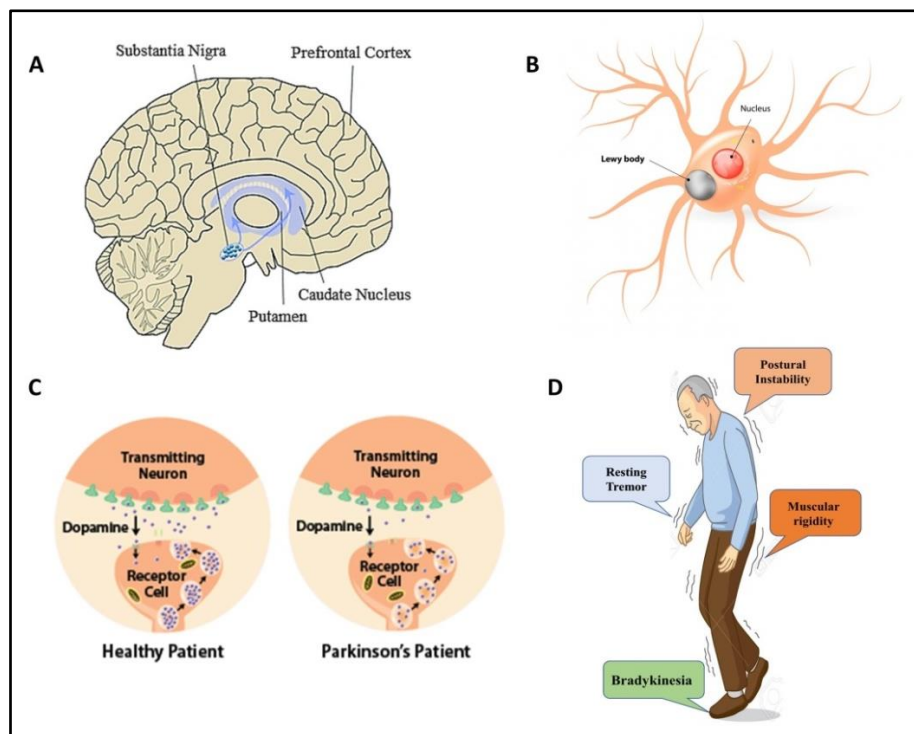 A
Substantia Nigra
Prefrontal Cortex
Caudate Nucleus
Putamen
B
Nucleus
Lewy body
C
Transmitting
Neuron
Dopamine
Receptor
Cell
Healthy Patient
Transmitting
Neuron
Dopamine
Receptor
Cell
Parkinson's Patient
D
Postural
Instability
Resting
Tremor
Muscular
rigidity
Bradykinesia